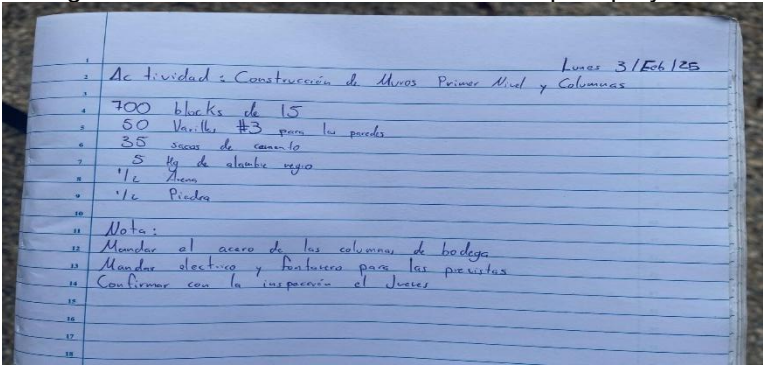 Lunes 3/Feb/25
Actividad: Construcción de Muros Primer Nivel y Columnas
700 blocks de 15
50 Varillas #3 para las paredes
35 sacos de cemento
5 Kg de alambre negro
1/c Arena
1/c Piedra
Nota:
Mandar el acero de las columnas de bodega
Mandar electrico y fontanero para las previstas
Confirmar con la inspección el Jueves